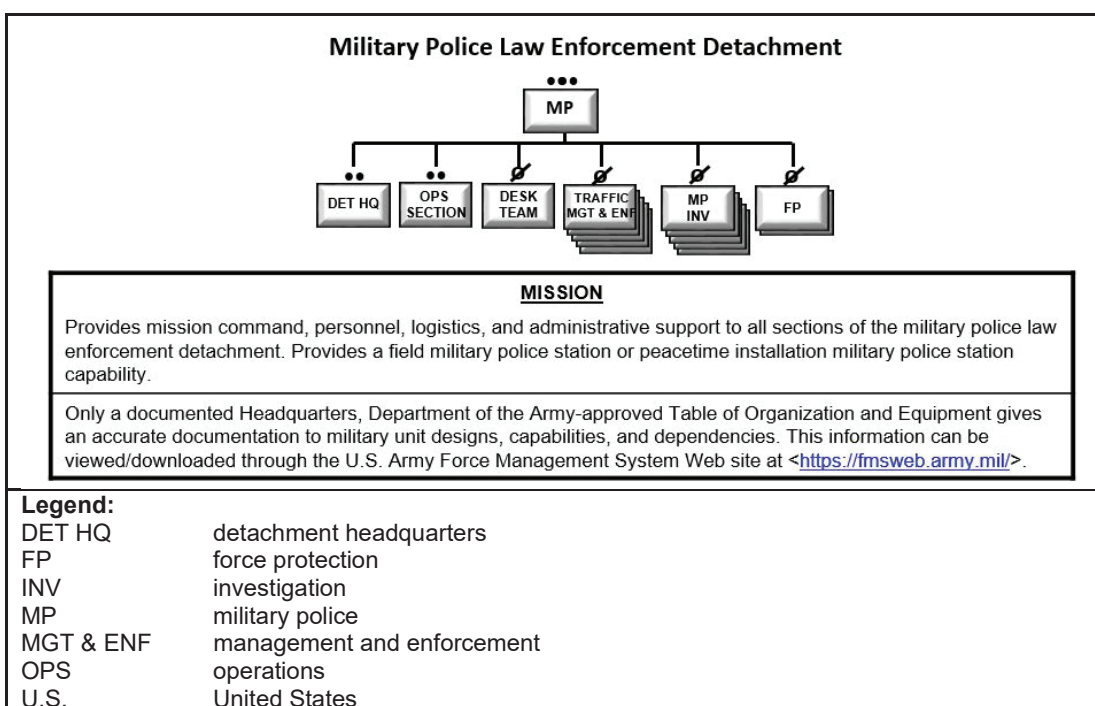 Military Police Law Enforcement Detachment
MP
DET HQ
OPS
SECTION
DESK
TEAM
TRAFFIC
MGT & ENF
MP
INV
FP
MISSION
Provides mission command, personnel, logistics, and administrative support to all sections of the military police law
enforcement detachment. Provides a field military police station or peacetime installation military police station
capability.
Only a documented Headquarters, Department of the Army-approved Table of Organization and Equipment gives
an accurate documentation to military unit designs, capabilities, and dependencies. This information can be
viewed/downloaded through the U.S. Army Force Management System Web site at <https://fmsweb.army.mil/>.
Legend:
DET HQ detachment headquarters
FP force protection
INV investigation
MP military police
MGT & ENF management and enforcement
OPS operations
U.S. United States